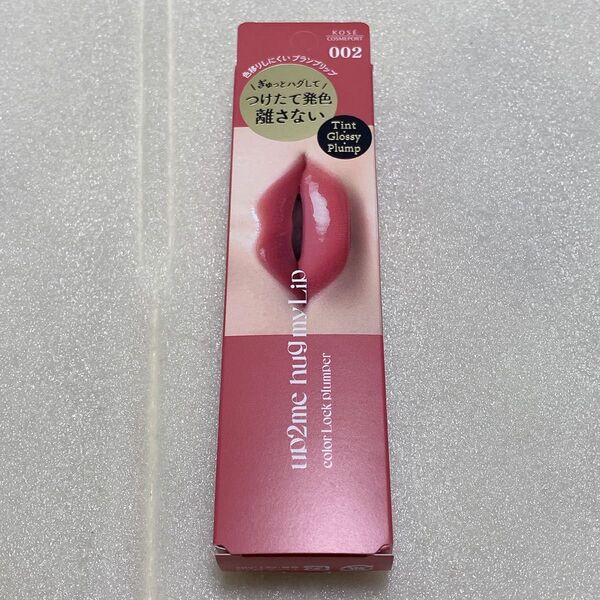 KOSÉ
COSMEPORT
002
色移りしにくいプランプリップ
ぎゅっとハグして
つけたて発色
離さない
Tint
Glossy
Plump
up2me hug my Lip
color Lock plumper